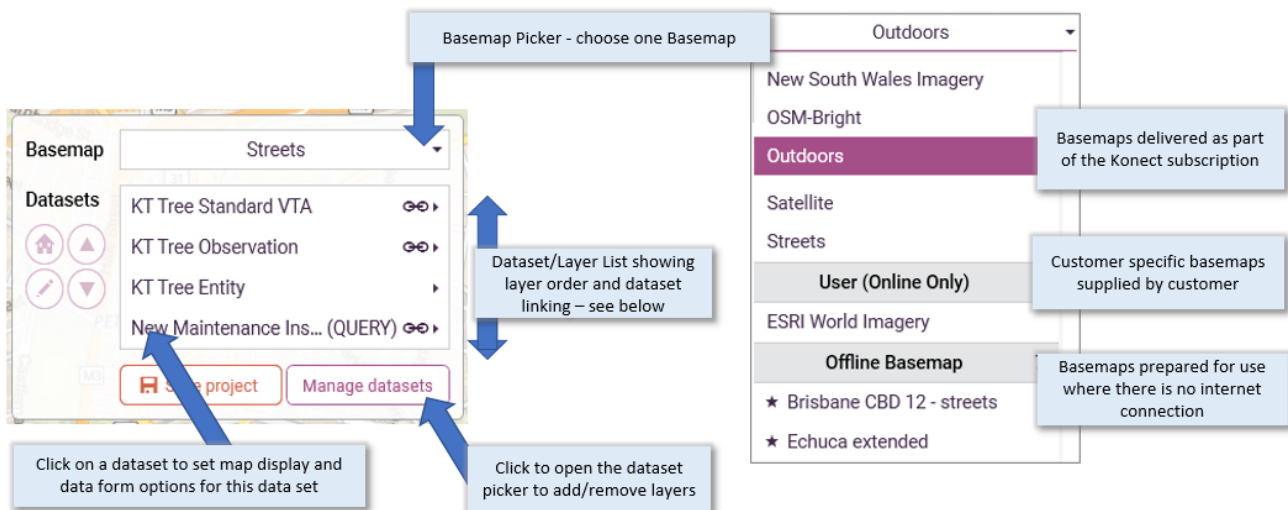 Basemap Picker - choose one Basemap
Basemap
Streets
Datasets
KT Tree Standard VTA
KT Tree Observation
KT Tree Entity
New Maintenance Ins... (QUERY)
project
Manage datasets
Dataset/Layer List showing
layer order and dataset
linking – see below
Click on a dataset to set map display and
data form options for this data set
Click to open the dataset
picker to add/remove layers
Outdoors
New South Wales Imagery
OSM-Bright
Outdoors
Satellite
Streets
User (Online Only)
ESRI World Imagery
Offline Basemap
★ Brisbane CBD 12 - streets
★ Echuca extended
Basemaps delivered as part
of the Konect subscription
Customer specific basemaps
supplied by customer
Basemaps prepared for use
where there is no internet
connection
M3
31